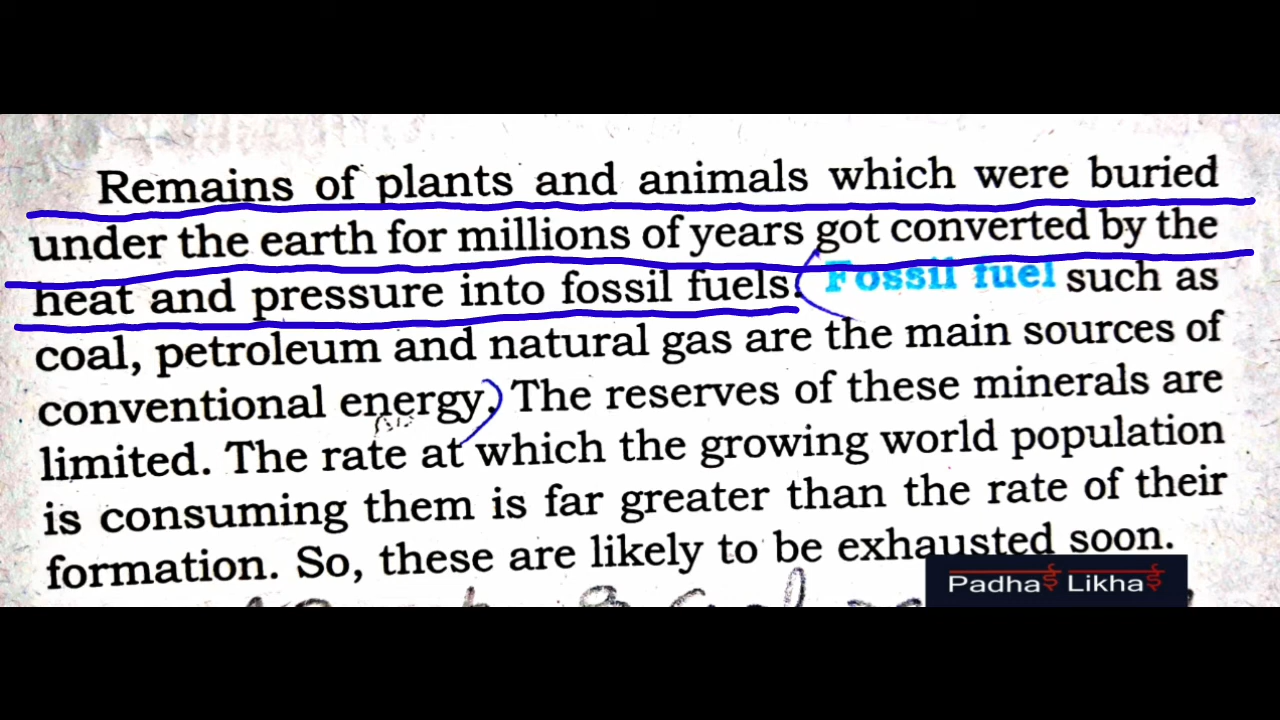 Remains of plants and animals which were buried
under the earth for millions of years got converted by the
heat and pressure into fossil fuels. Fossil fuel such as
coal, petroleum and natural gas are the main sources of
conventional energy. The reserves of these minerals are
limited. The rate at which the growing world population
is consuming them is far greater than the rate of their
formation. So, these are likely to be exhausted soon.
Padhaई Likhaई